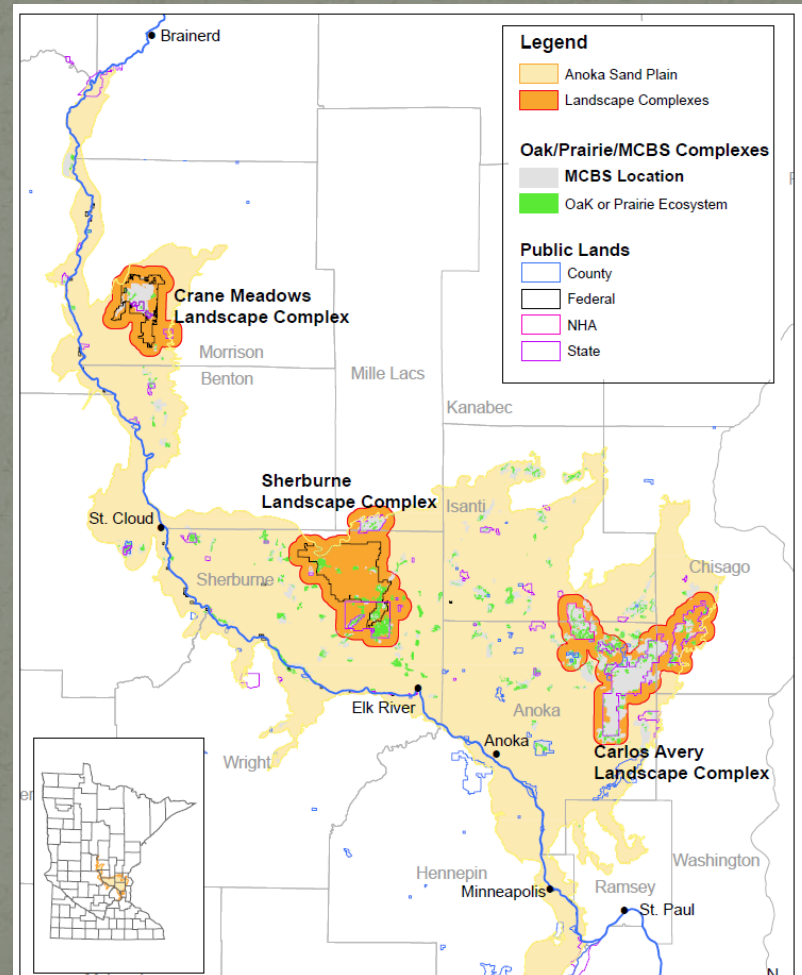 Brainerd
Legend
Anoka Sand Plain
Landscape Complexes
Oak/Prairie/MCBS Complexes
MCBS Location
OaK or Prairie Ecosystem
Public Lands
County
Federal
NHA
State
Crane Meadows
Landscape Complex
Morrison
Benton
Mille Lacs
Kanabec
Sherburne
Landscape Complex
Isanti
St. Cloud
Sherburne
Chisago
Elk River
Anoka
Anoka
Wright
Carlos Avery
Landscape Complex
Hennepin
Washington
Minneapolis
Ramsey
St. Paul
er
N